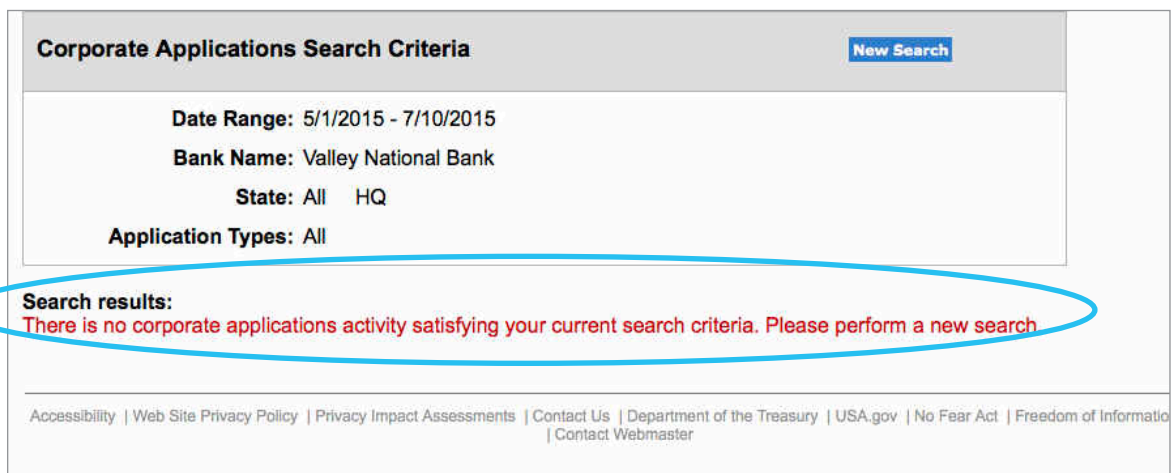 Corporate Applications Search Criteria New Search
Date Range: 5/1/2015 - 7/10/2015
Bank Name: Valley National Bank
State: All HQ
Application Types: All
Search results:
There is no corporate applications activity satisfying your current search criteria. Please perform a new search
Accessibility | Web Site Privacy Policy | Privacy Impact Assessments | Contact Us | Department of the Treasury | USA.gov | No Fear Act | Freedom of Informatio
| Contact Webmaster